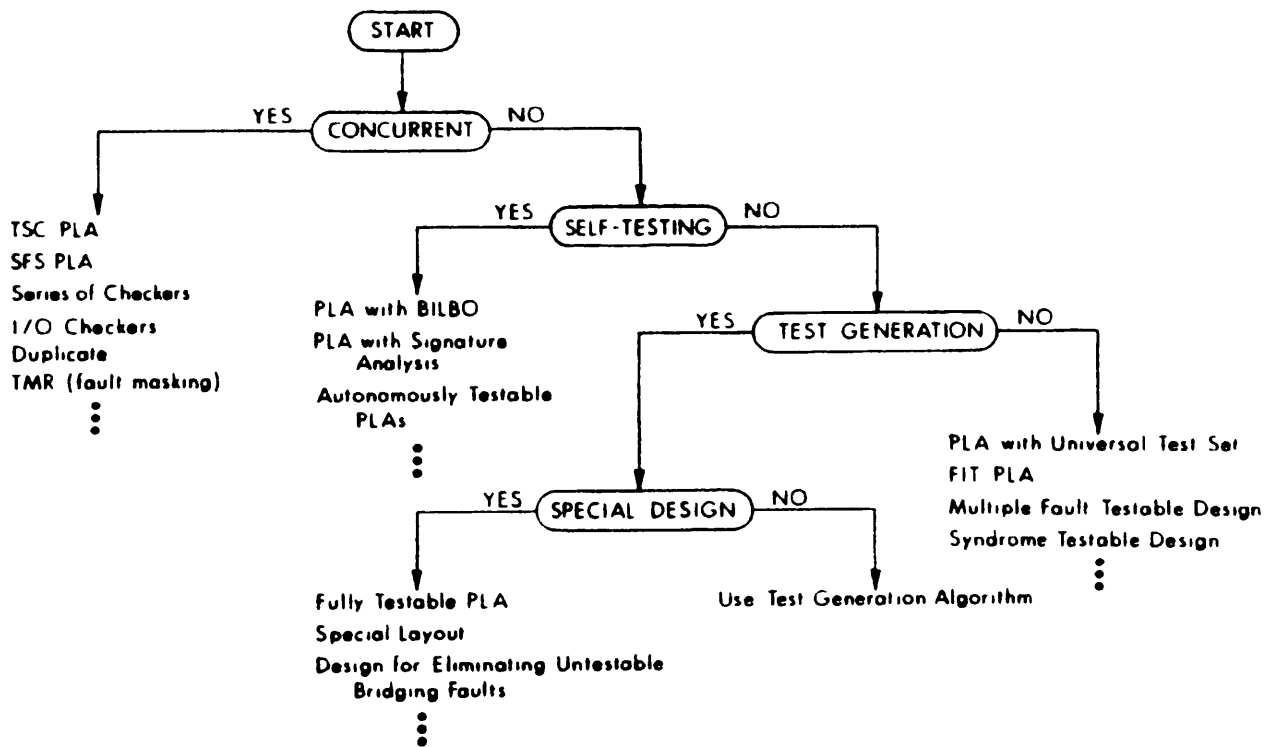 START
YES
CONCURRENT
NO
TSC PLA
SFS PLA
Series of Checkers
I/O Checkers
Duplicate
TMR (fault masking)
YES
SELF-TESTING
NO
PLA with BILBO
PLA with Signature
Analysis
Autonomously Testable
PLAs
YES
TEST GENERATION
NO
PLA with Universal Test Set
FIT PLA
Multiple Fault Testable Design
Syndrome Testable Design
YES
SPECIAL DESIGN
NO
Fully Testable PLA
Special Layout
Design for Eliminating Untestable
Bridging Faults
Use Test Generation Algorithm